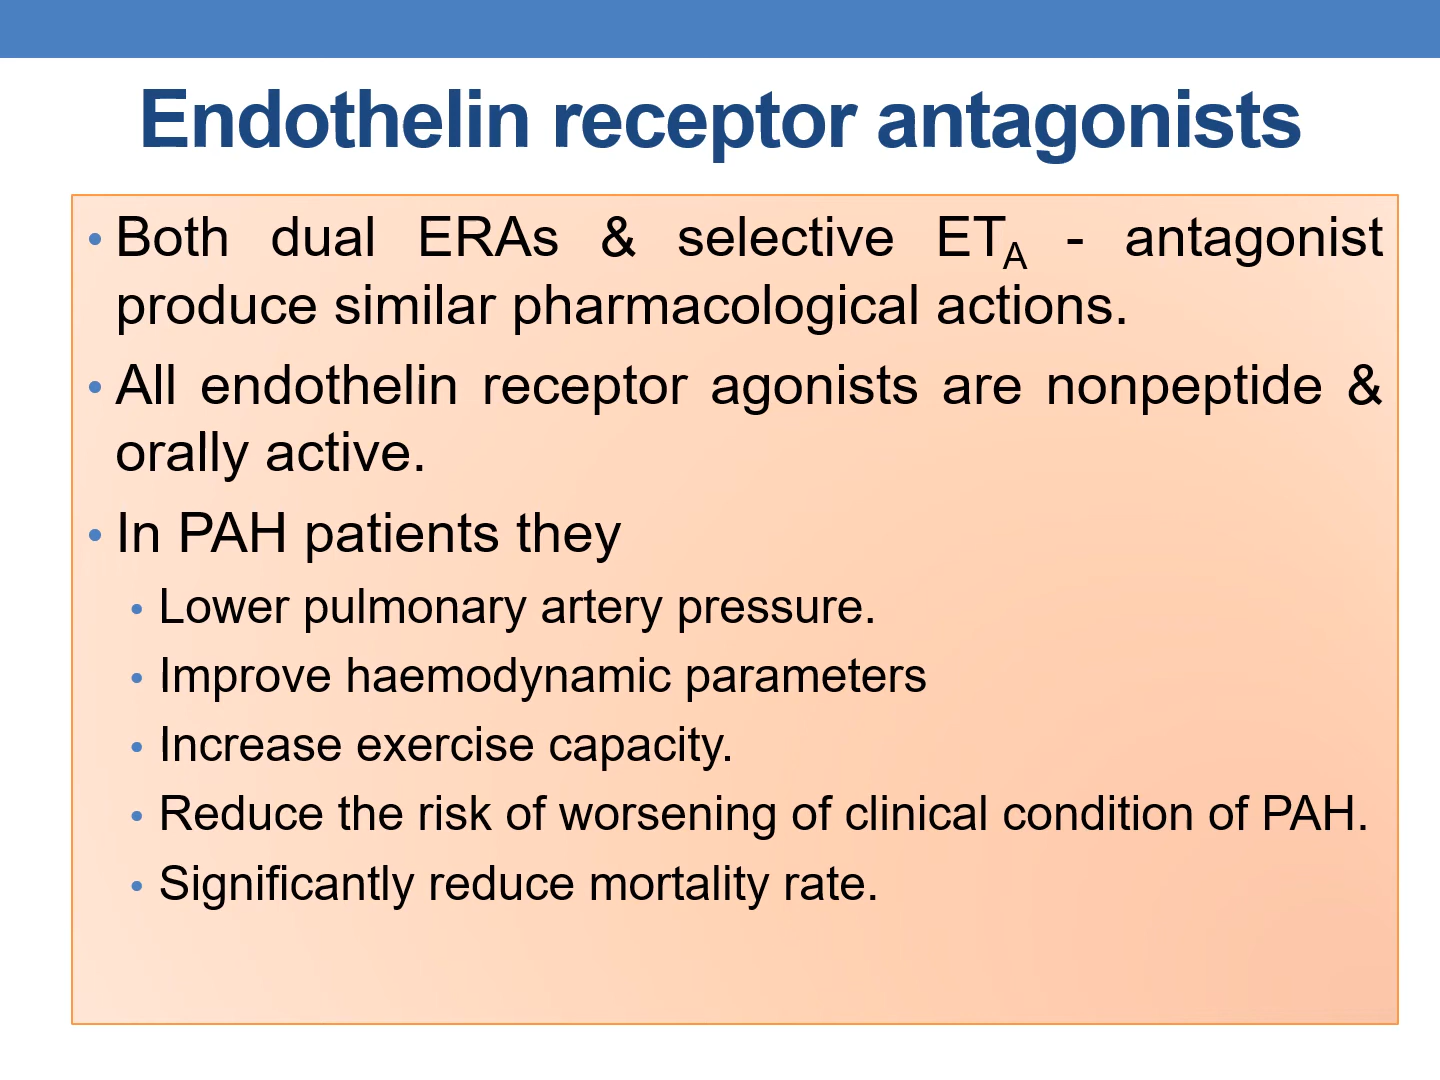 Endothelin receptor antagonists
• Both dual ERAs & selective ETA - antagonist
produce similar pharmacological actions.
• All endothelin receptor agonists are nonpeptide &
orally active.
• In PAH patients they
• Lower pulmonary artery pressure.
• Improve haemodynamic parameters
• Increase exercise capacity.
• Reduce the risk of worsening of clinical condition of PAH.
• Significantly reduce mortality rate.